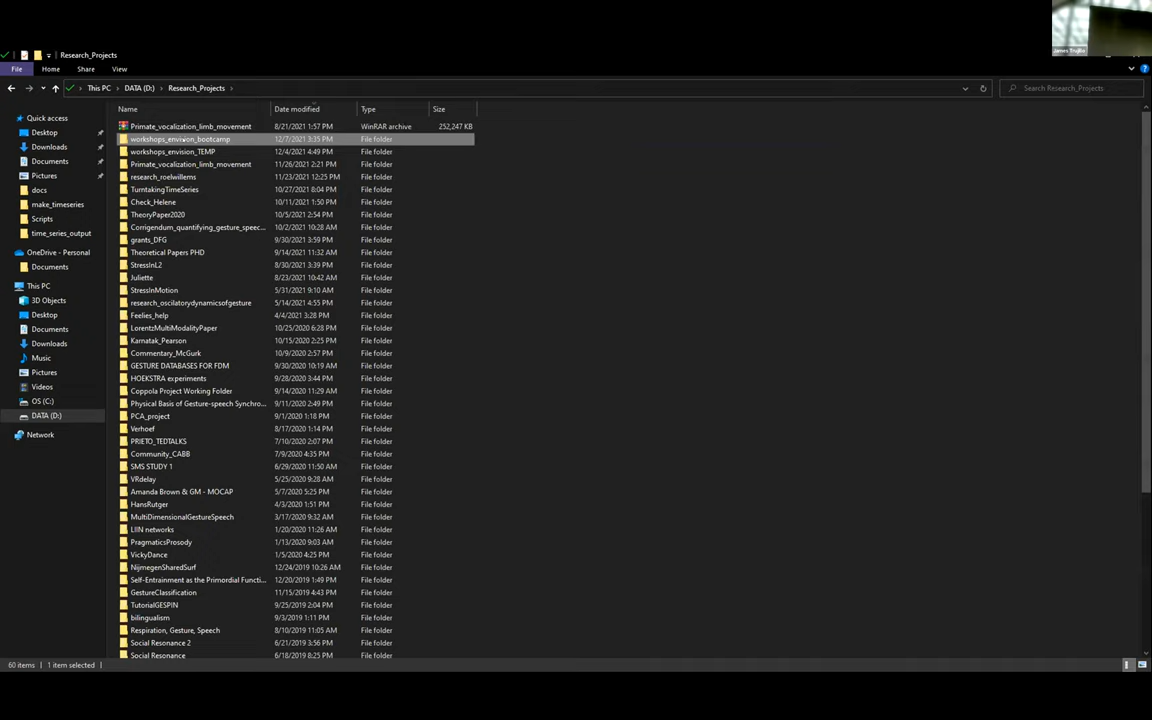 James Trujillo
Research_Projects
File Home Share View
This PC DATA (D:) Research_Projects
Search Research_Projects
Name Date modified Type Size
Quick access
Desktop
Downloads
Documents
Pictures
docs
make_timeseries
Scripts
time_series_output
OneDrive - Personal
Documents
This PC
3D Objects
Desktop
Documents
Downloads
Music
Pictures
Videos
OS (C:)
DATA (D:)
Network
Primate_vocalization_limb_movement 8/21/2021 1:57 PM WinRAR archive 252,247 KB
workshops_envision_bootcamp 12/7/2021 3:35 PM File folder
workshops_envision_TEMP 12/4/2021 4:49 PM File folder
Primate_vocalization_limb_movement 11/26/2021 2:21 PM File folder
research_roelwillems 11/23/2021 12:25 PM File folder
TurntakingTimeSeries 10/27/2021 8:04 PM File folder
Check_Helene 10/11/2021 1:50 PM File folder
TheoryPaper2020 10/5/2021 2:54 PM File folder
Corrigendum_quantifying_gesture_speec... 10/2/2021 10:28 AM File folder
grants_DFG 9/30/2021 3:59 PM File folder
Theoretical Papers PHD 9/14/2021 11:32 AM File folder
StressInL2 8/30/2021 3:39 PM File folder
Juliette 8/23/2021 10:42 AM File folder
StressInMotion 5/31/2021 9:10 AM File folder
research_oscilatorydynamicsofgesture 5/14/2021 4:55 PM File folder
Feelies_help 4/4/2021 3:28 PM File folder
LorentzMultiModalityPaper 10/25/2020 6:28 PM File folder
Karnatak_Pearson 10/15/2020 2:25 PM File folder
Commentary_McGurk 10/9/2020 2:57 PM File folder
GESTURE DATABASES FOR FDM 9/30/2020 10:19 AM File folder
HOEKSTRA experiments 9/28/2020 3:44 PM File folder
Coppola Project Working Folder 9/14/2020 11:29 AM File folder
Physical Basis of Gesture-speech Synchro... 9/11/2020 2:49 PM File folder
PCA_project 9/1/2020 1:18 PM File folder
Verhoef 8/17/2020 1:14 PM File folder
PRIETO_TEDTALKS 7/10/2020 2:07 PM File folder
Community_CABB 7/9/2020 4:35 PM File folder
SMS STUDY 1 6/29/2020 11:50 AM File folder
VRdelay 5/25/2020 9:28 AM File folder
Amanda Brown & GM - MOCAP 5/7/2020 5:25 PM File folder
HansRutger 4/3/2020 1:51 PM File folder
MultiDimensionalGestureSpeech 3/17/2020 9:32 AM File folder
LIIN networks 1/20/2020 11:26 AM File folder
PragmaticsProsody 1/13/2020 9:03 AM File folder
VickyDance 1/5/2020 4:25 PM File folder
NijmegenSharedSurf 12/24/2019 10:26 AM File folder
Self-Entrainment as the Primordial Functi... 12/20/2019 1:49 PM File folder
GestureClassification 11/15/2019 4:43 PM File folder
TutorialGESPIN 9/25/2019 2:04 PM File folder
bilingualism 9/3/2019 1:11 PM File folder
Respiration, Gesture, Speech 8/10/2019 11:05 AM File folder
Social Resonance 2 6/21/2019 3:56 PM File folder
Social Resonance 6/18/2019 8:25 PM File folder
60 items 1 item selected